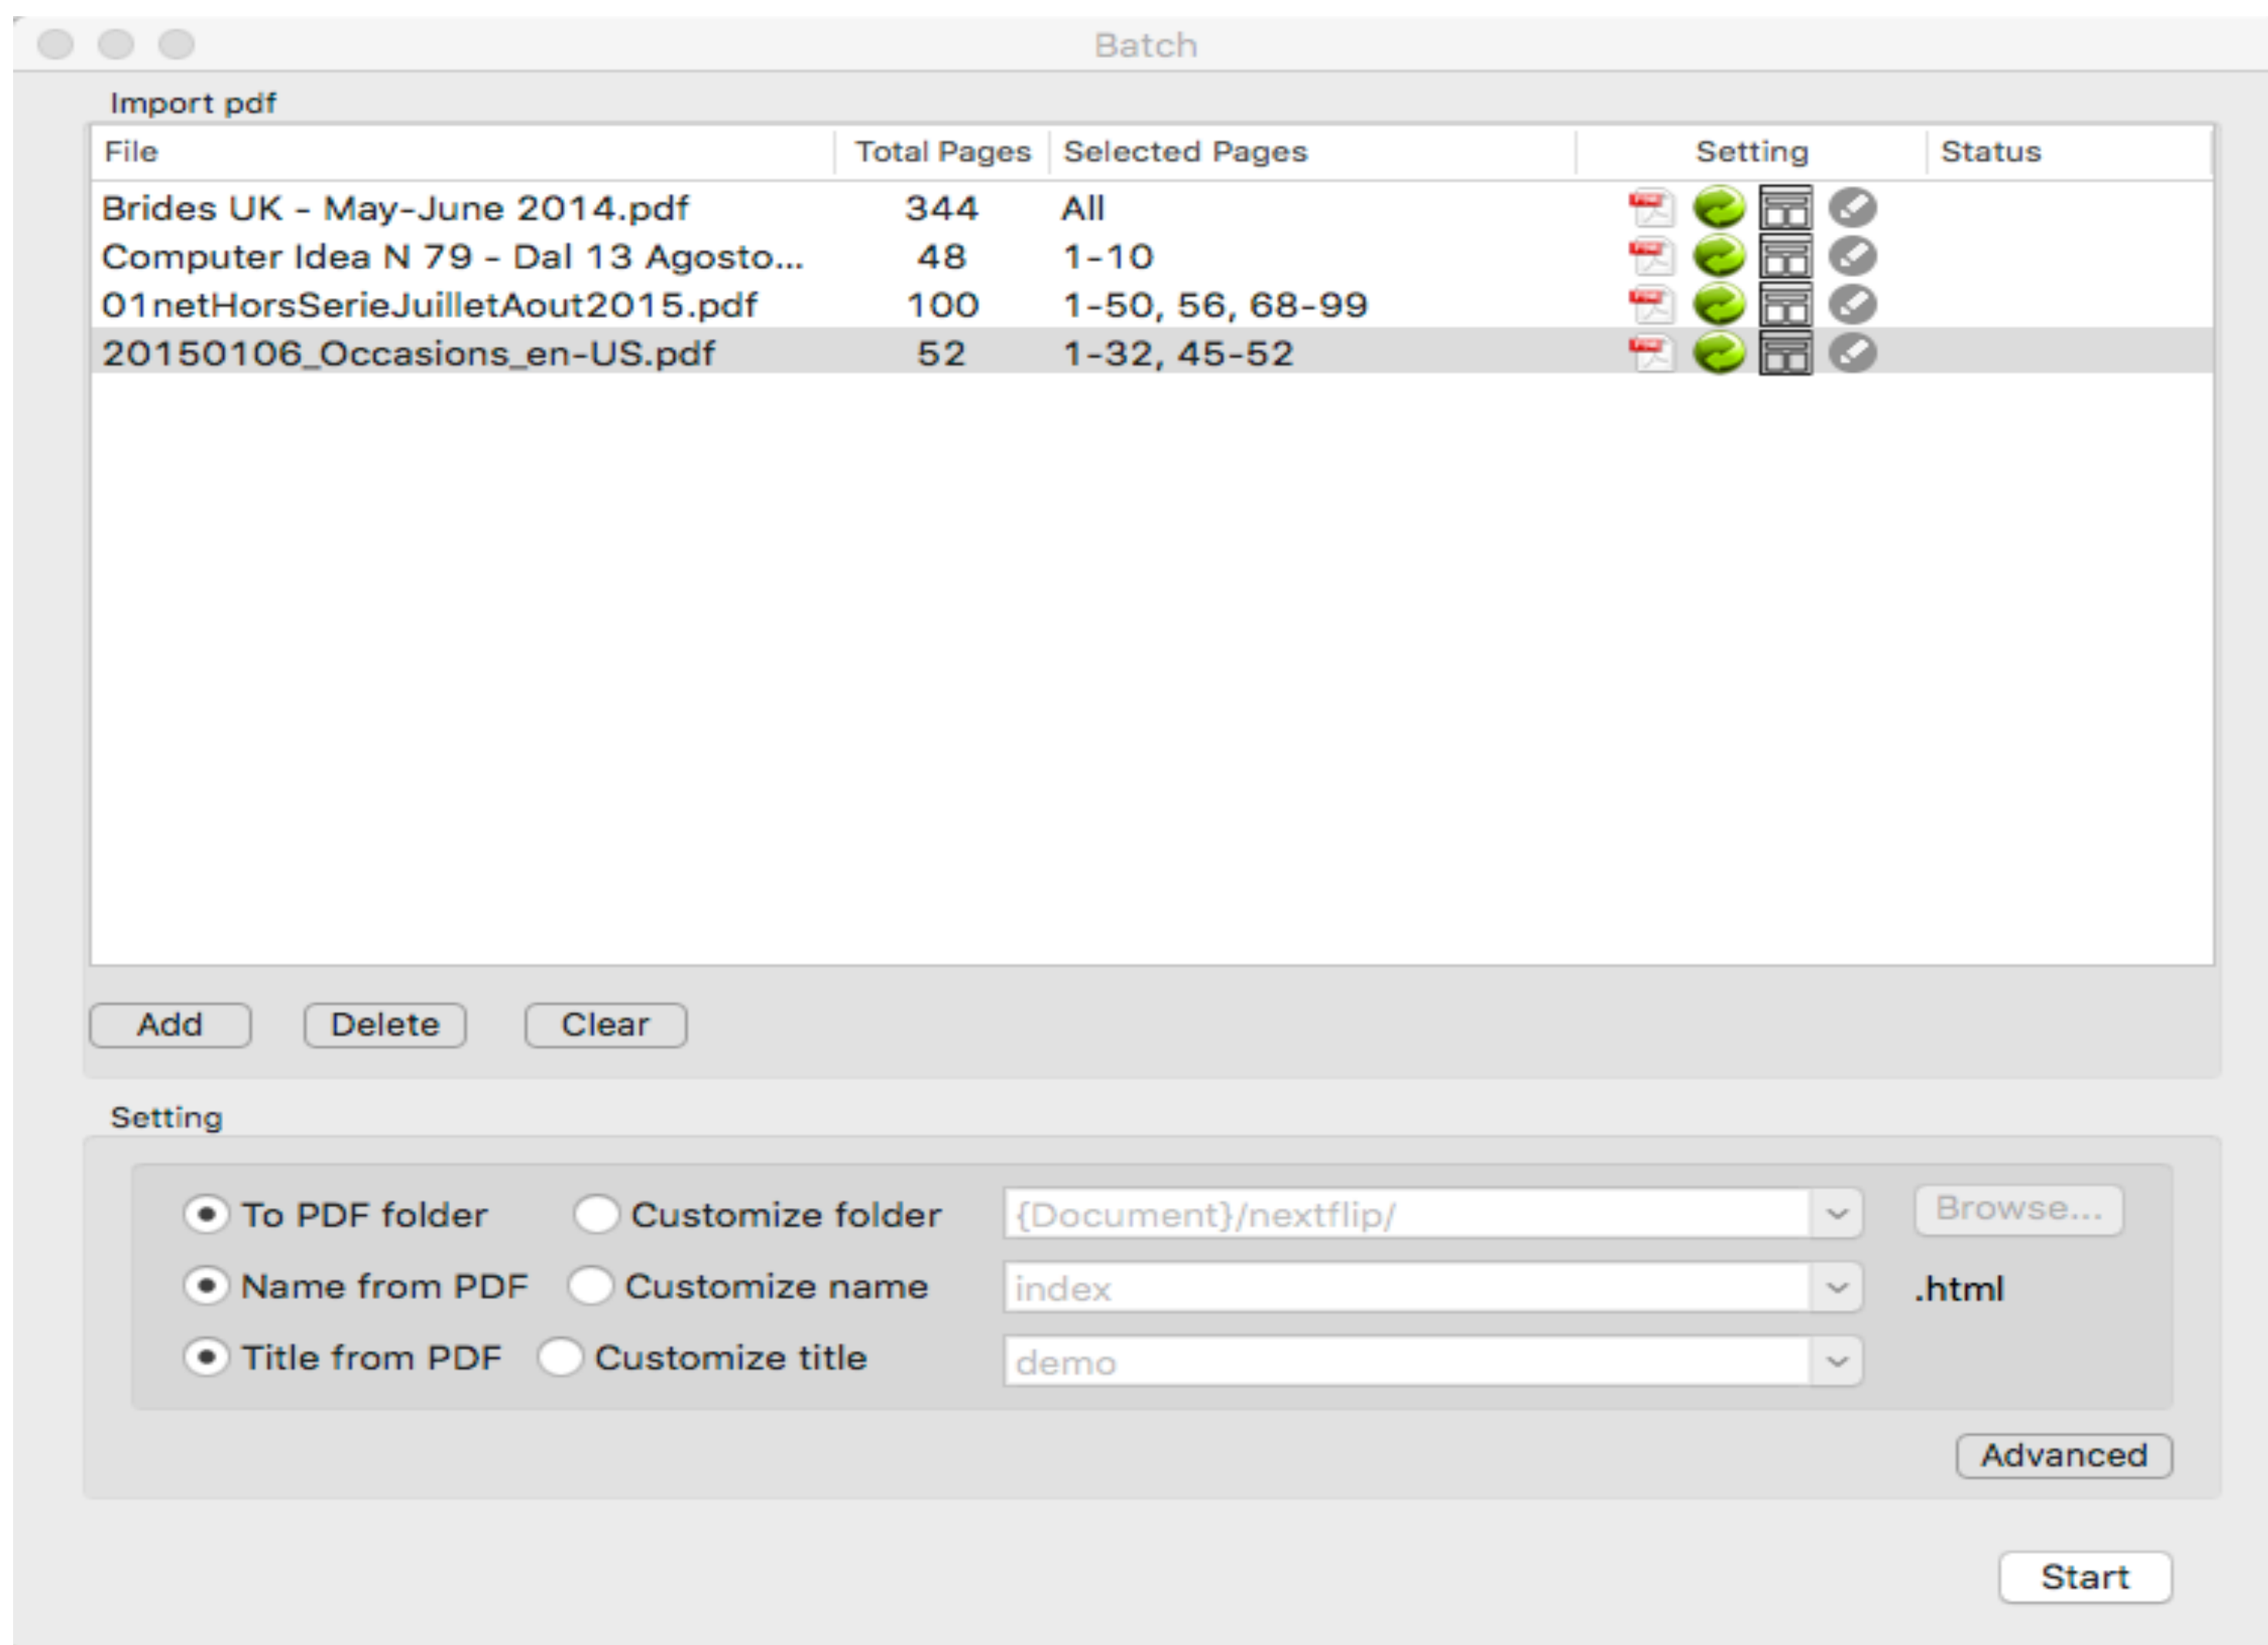 Batch
Import pdf
File Total Pages Selected Pages Setting Status
Brides UK - May-June 2014.pdf 344 All
Computer Idea N 79 - Dal 13 Agosto... 48 1-10
01netHorsSerieJuilletAout2015.pdf 100 1-50, 56, 68-99
20150106_Occasions_en-US.pdf 52 1-32, 45-52
Add Delete Clear
Setting
To PDF folder Customize folder {Document}/nextflip/ Browse...
Name from PDF Customize name index .html
Title from PDF Customize title demo
Advanced
Start